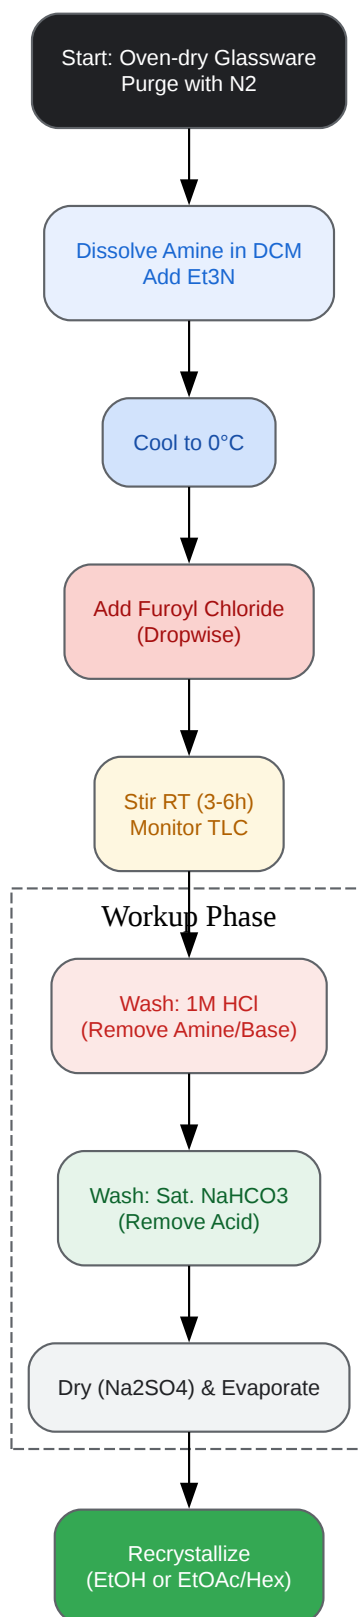 Start: Oven-dry Glassware
Purge with N2
Dissolve Amine in DCM
Add Et3N
Cool to 0°C
Add Furoyl Chloride
(Dropwise)
Stir RT (3-6h)
Monitor TLC
Workup Phase
Wash: 1M HCl
(Remove Amine/Base)
Wash: Sat. NaHCO3
(Remove Acid)
Dry (Na2SO4) & Evaporate
Recrystallize
(EtOH or EtOAc/Hex)